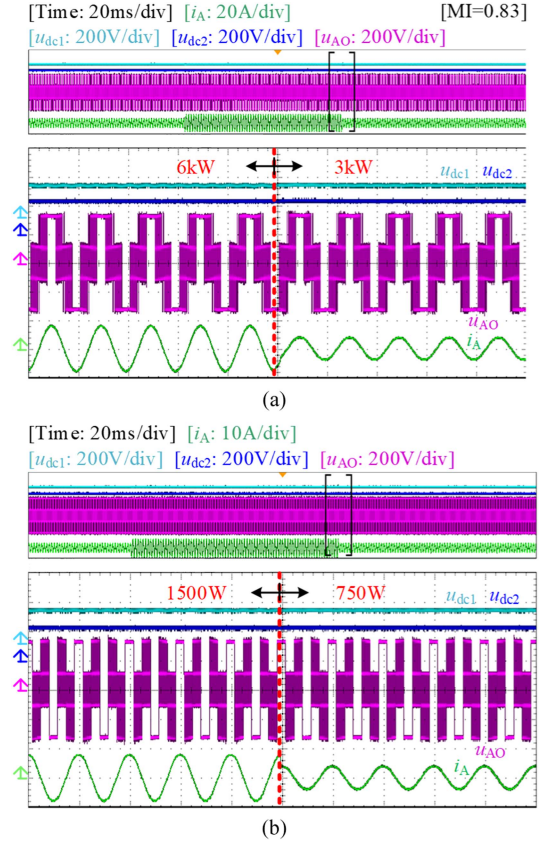 [Time: 20ms/div] [iA: 20A/div] [MI=0.83]
[udc1: 200V/div] [udc2: 200V/div] [uAO: 200V/div]
6kW 3kW
udc1 udc2
uAO
iA
(a)
[Time: 20ms/div] [iA: 10A/div]
[udc1: 200V/div] [udc2: 200V/div] [uAO: 200V/div]
1500W 750W
udc1 udc2
uAO
iA
(b)